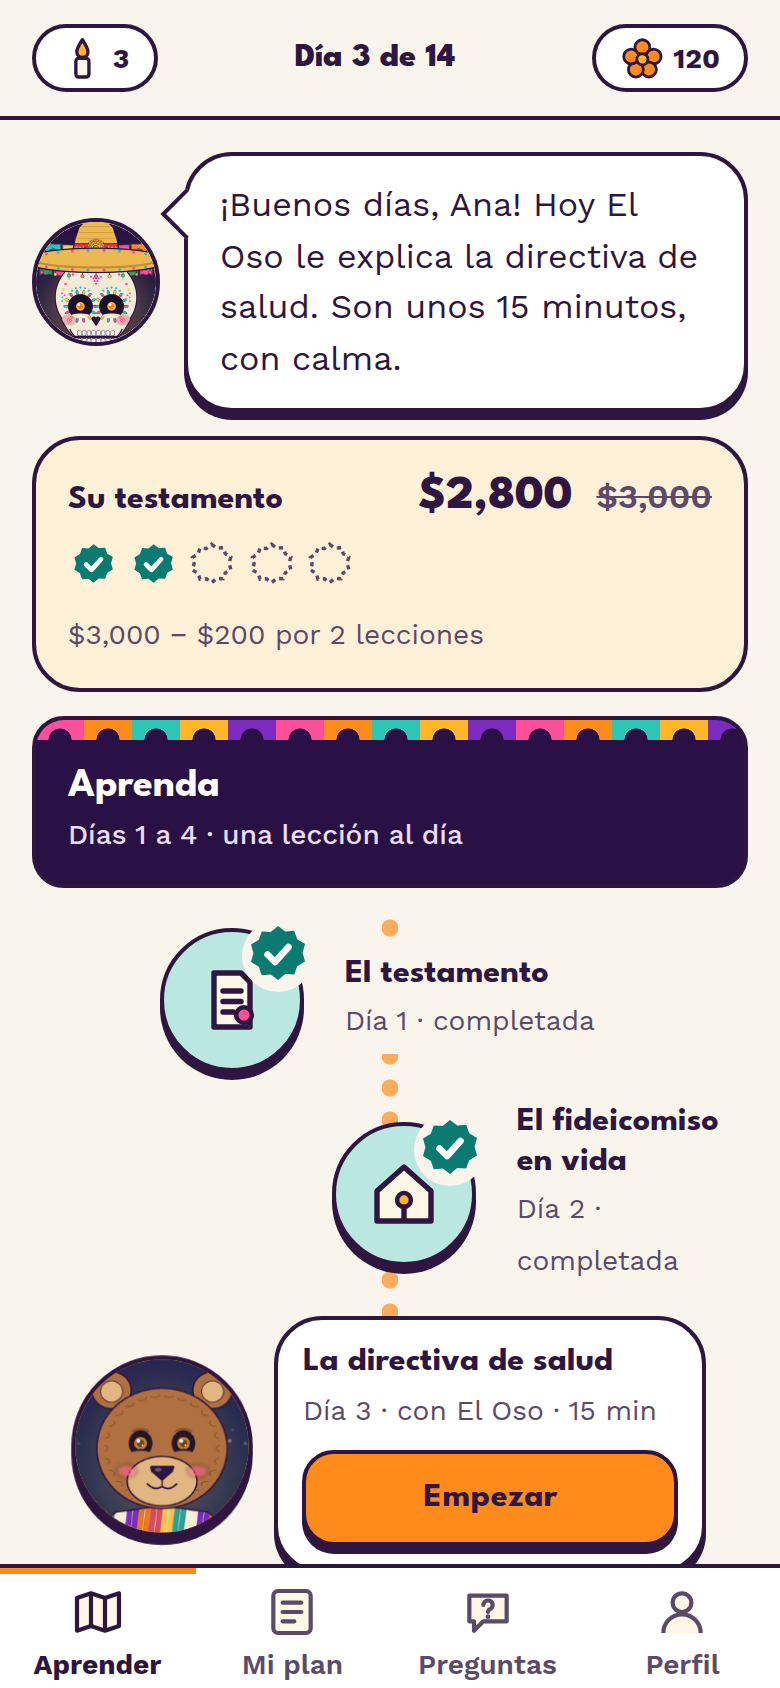 3
Día 3 de 14
120
¡Buenos días, Ana! Hoy El
Oso le explica la directiva de
salud. Son unos 15 minutos,
con calma.
Su testamento
$2,800 $3,000
$3,000 – $200 por 2 lecciones
Aprenda
Días 1 a 4 · una lección al día
El testamento
Día 1 · completada
El fideicomiso
en vida
Día 2 ·
completada
La directiva de salud
Día 3 · con El Oso · 15 min
Empezar
Aprender
Mi plan
Preguntas
Perfil